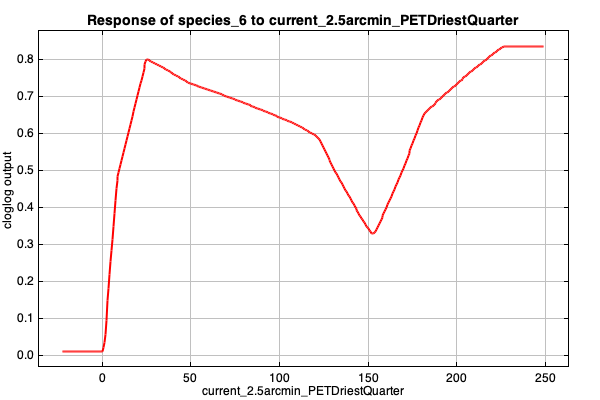 Response of species_6 to current_2.5arcmin_PETDriestQuarter
cloglog output
0.8
0.7
0.6
0.5
0.4
0.3
0.2
0.1
0.0
0 50 100 150 200 250
current_2.5arcmin_PETDriestQuarter